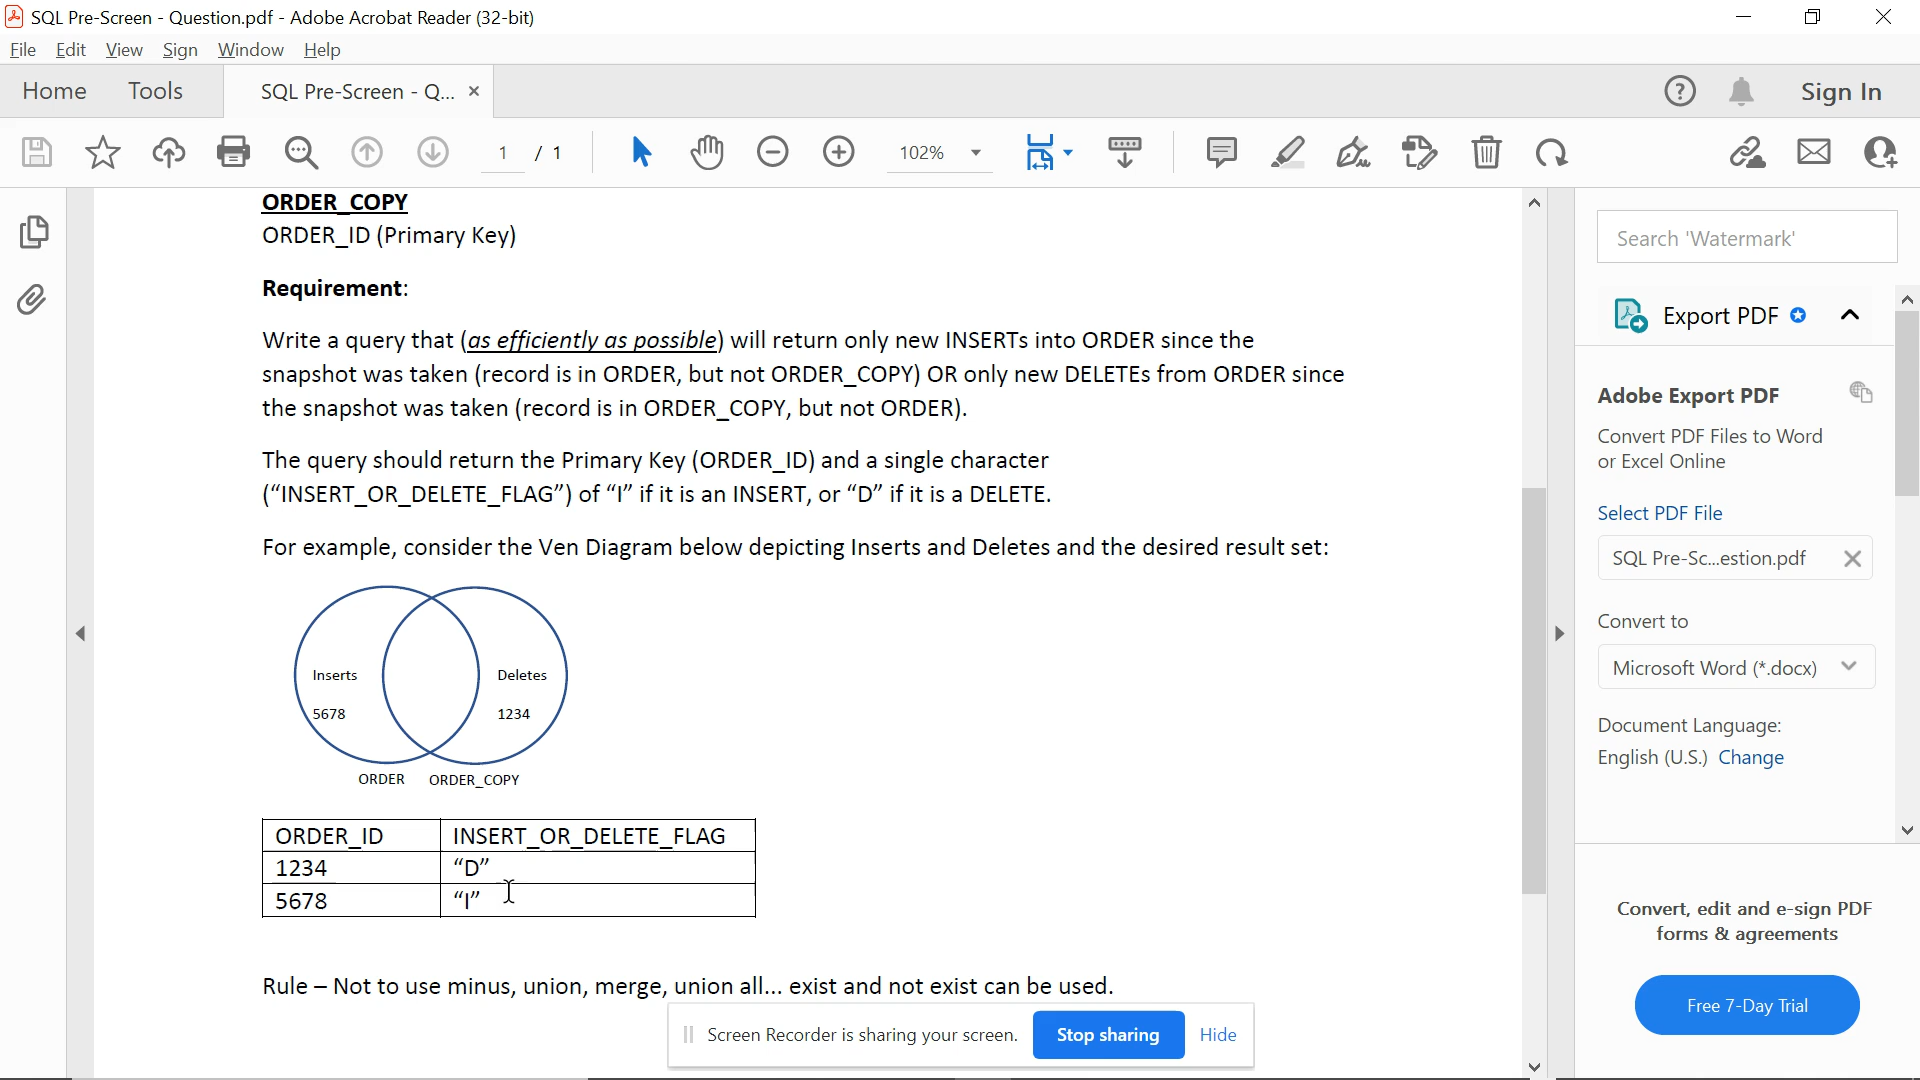 SQL Pre-Screen - Question.pdf - Adobe Acrobat Reader (32-bit)
File Edit View Sign Window Help
Home Tools SQL Pre-Screen - Q... × Sign In
1 / 1 102%
ORDER_COPY
ORDER_ID (Primary Key)
Requirement:
Write a query that (as efficiently as possible) will return only new INSERTs into ORDER since the
snapshot was taken (record is in ORDER, but not ORDER_COPY) OR only new DELETEs from ORDER since
the snapshot was taken (record is in ORDER_COPY, but not ORDER).
The query should return the Primary Key (ORDER_ID) and a single character
(“INSERT_OR_DELETE_FLAG”) of “I” if it is an INSERT, or “D” if it is a DELETE.
For example, consider the Ven Diagram below depicting Inserts and Deletes and the desired result set:
Inserts Deletes
5678 1234
ORDER ORDER_COPY
ORDER_ID INSERT_OR_DELETE_FLAG
1234 “D”
5678 “I”
Rule – Not to use minus, union, merge, union all... exist and not exist can be used.
Screen Recorder is sharing your screen. Stop sharing Hide
Search 'Watermark'
Export PDF
Adobe Export PDF
Convert PDF Files to Word
or Excel Online
Select PDF File
SQL Pre-Sc...estion.pdf
Convert to
Microsoft Word (*.docx)
Document Language:
English (U.S.) Change
Convert, edit and e-sign PDF
forms & agreements
Free 7-Day Trial